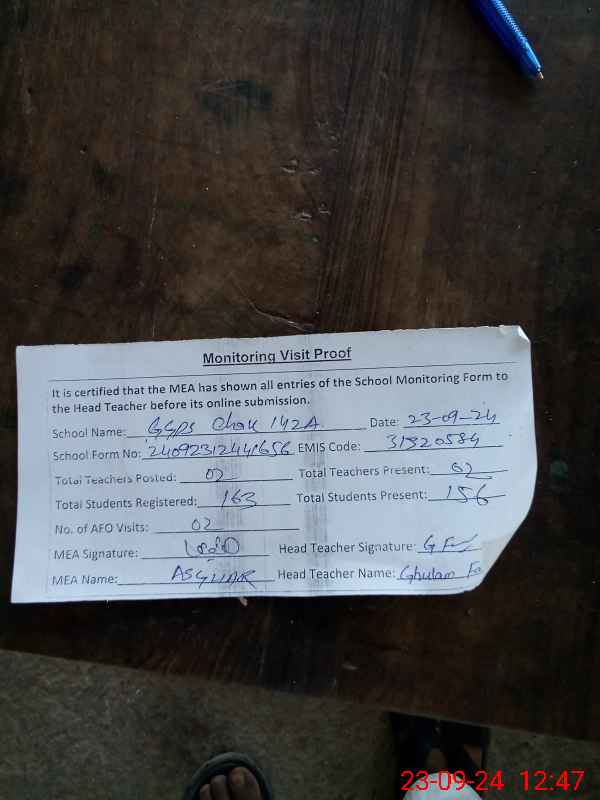 Monitoring Visit Proof
It is certified that the MEA has shown all entries of the School Monitoring Form to
the Head Teacher before its online submission.
School Name: GGPS Chak 142A Date: 23-09-24
School Form No: 24092312441656 EMIS Code: 31320584
Total Teachers Posted: 02 Total Teachers Present: 02
Total Students Registered: 163 Total Students Present: 156
No. of AFO Visits: 02
MEA Signature: Head Teacher Signature: GF
MEA Name: ASGHAR Head Teacher Name: Ghulam Fa
23-09-24 12:47